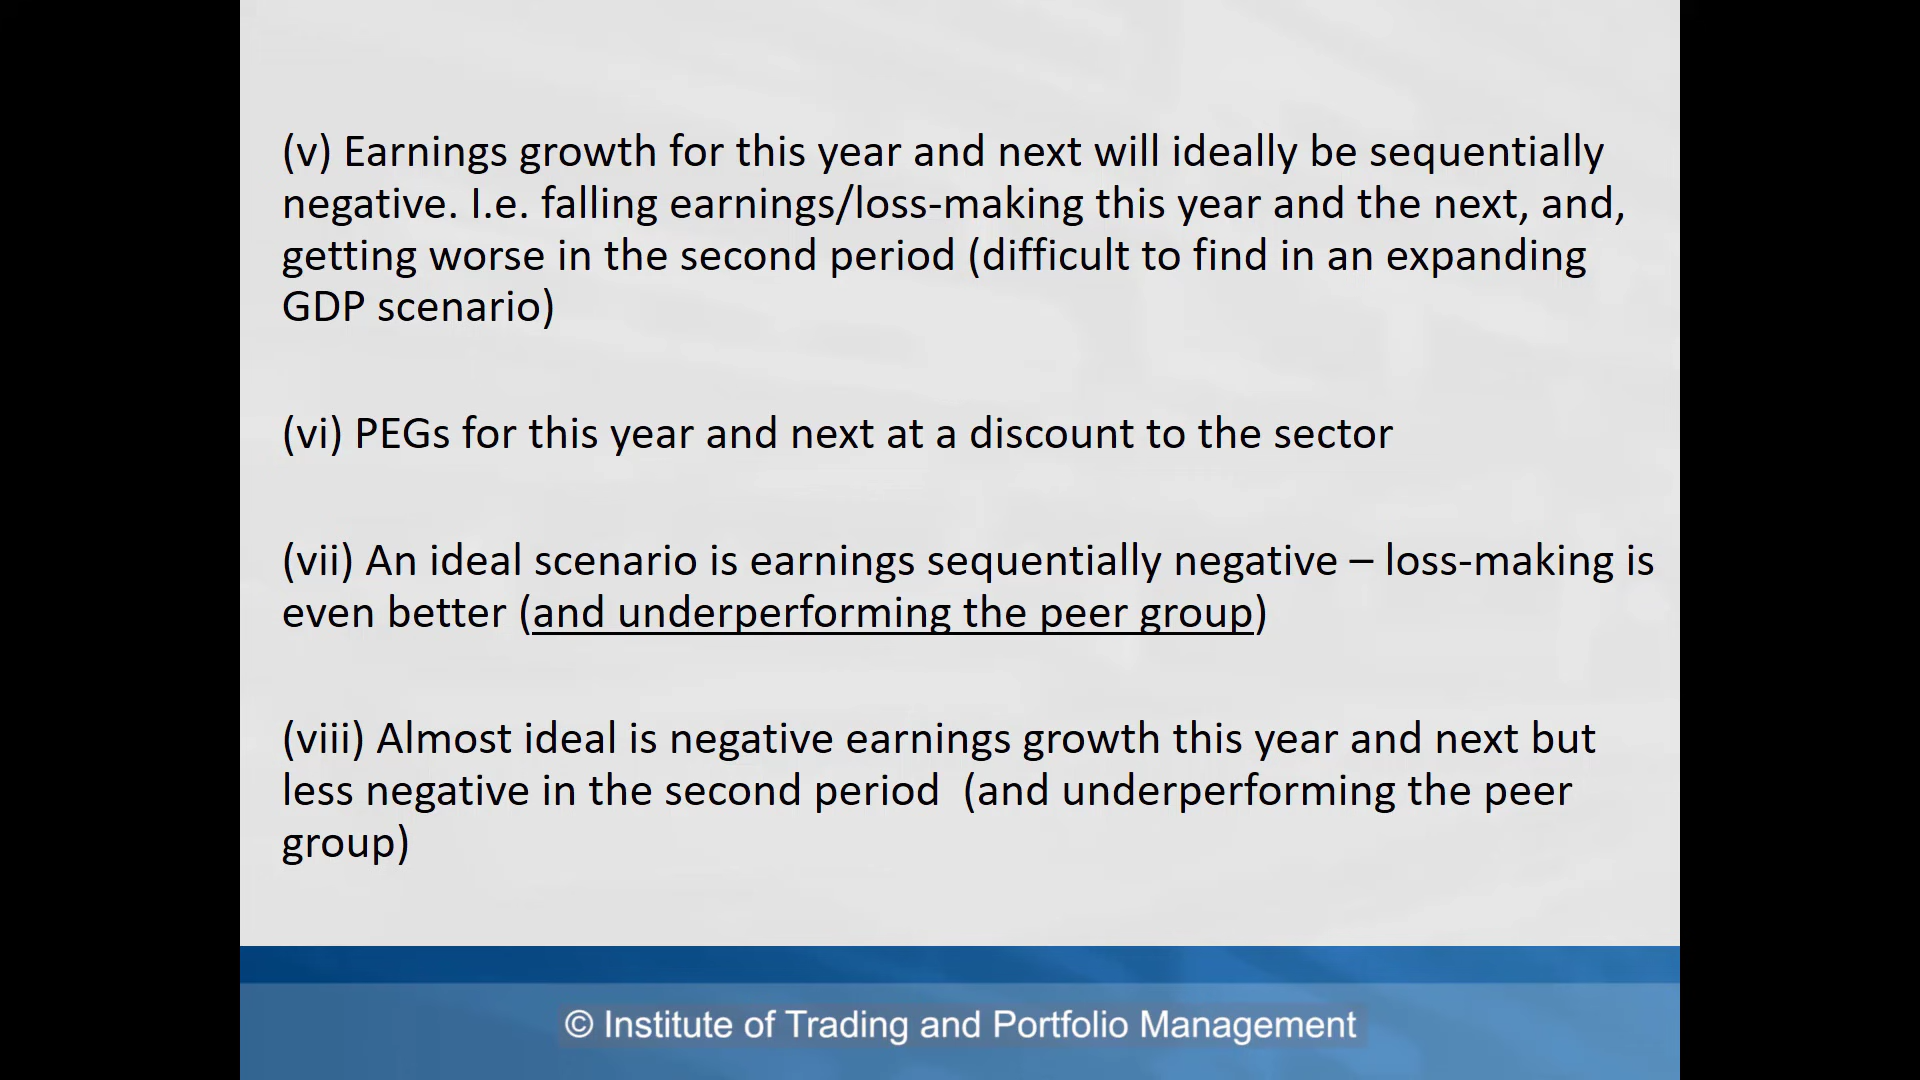 (v) Earnings growth for this year and next will ideally be sequentially
negative. I.e. falling earnings/loss-making this year and the next, and,
getting worse in the second period (difficult to find in an expanding
GDP scenario)
(vi) PEGs for this year and next at a discount to the sector
(vii) An ideal scenario is earnings sequentially negative – loss-making is
even better (and underperforming the peer group)
(viii) Almost ideal is negative earnings growth this year and next but
less negative in the second period  (and underperforming the peer
group)
© Institute of Trading and Portfolio Management